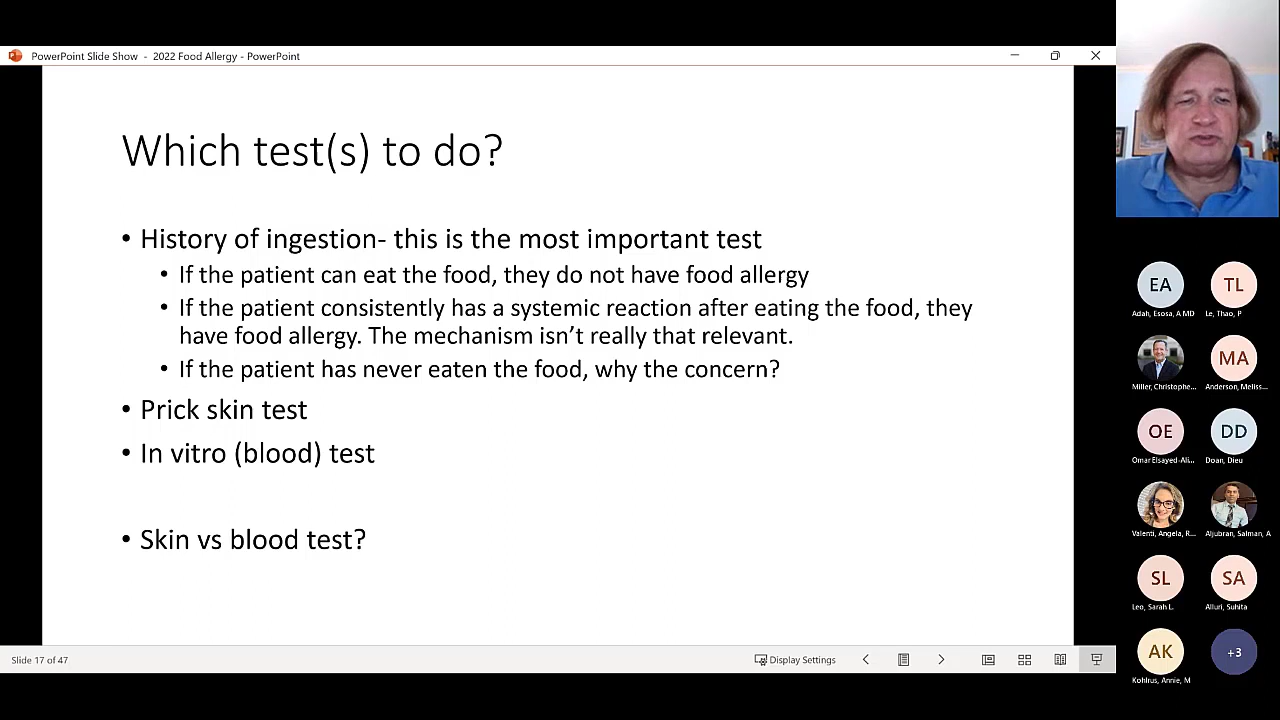 PowerPoint Slide Show - 2022 Food Allergy - PowerPoint
Which test(s) to do?
• History of ingestion- this is the most important test
• If the patient can eat the food, they do not have food allergy
• If the patient consistently has a systemic reaction after eating the food, they
have food allergy. The mechanism isn’t really that relevant.
• If the patient has never eaten the food, why the concern?
• Prick skin test
• In vitro (blood) test
• Skin vs blood test?
Slide 17 of 47
Display Settings
EA
TL
Adah, Esosa, A MD
Le, Thao, P
MA
Miller, Christophe...
Anderson, Meliss...
OE
DD
Omar Elsayed-Ali...
Doan, Dieu
Valenti, Angela, R...
Aljubran, Salman, A
SL
SA
Leo, Sarah L.
Alluri, Suhita
AK
+3
Kohlrus, Annie, M